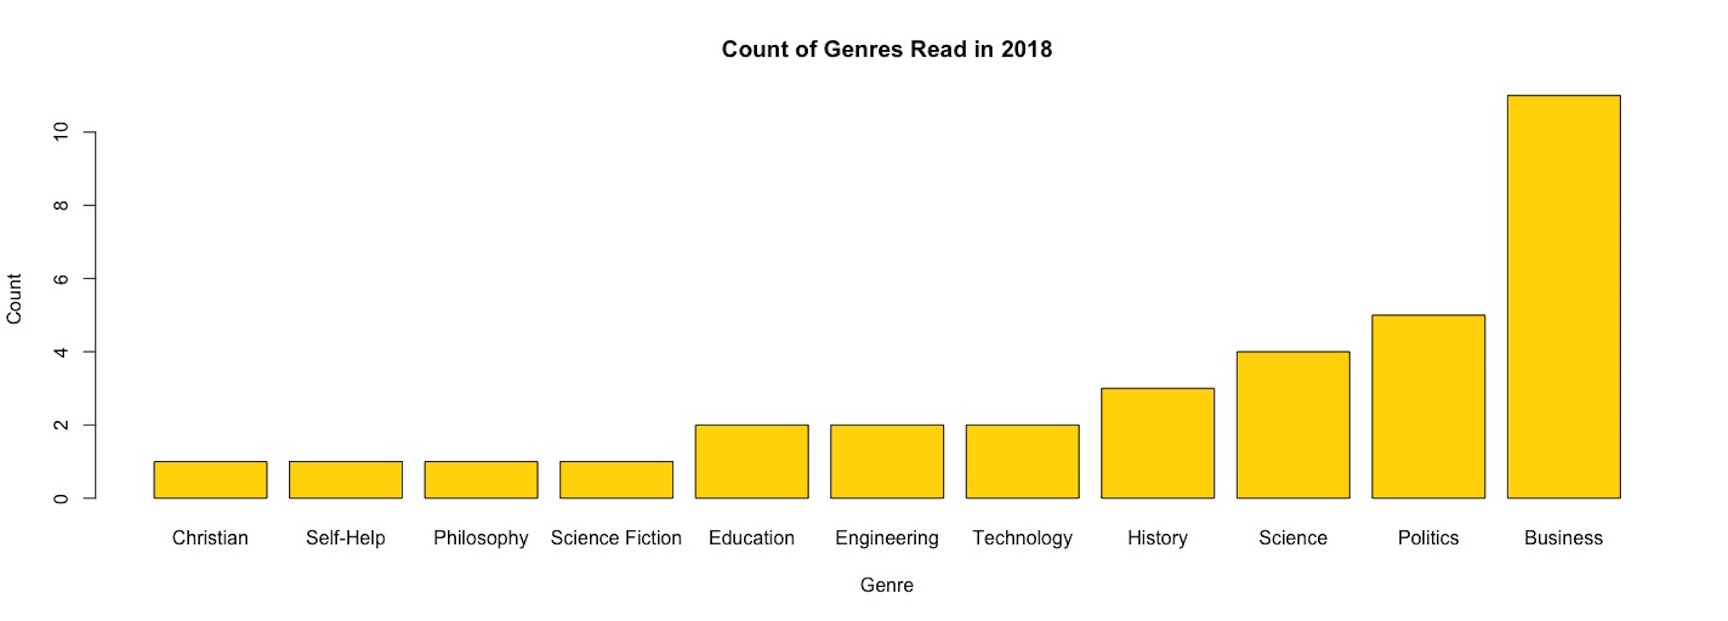 Count of Genres Read in 2018
10
8
6
4
2
0
Count
Christian Self-Help Philosophy Science Fiction Education Engineering Technology History Science Politics Business
Genre